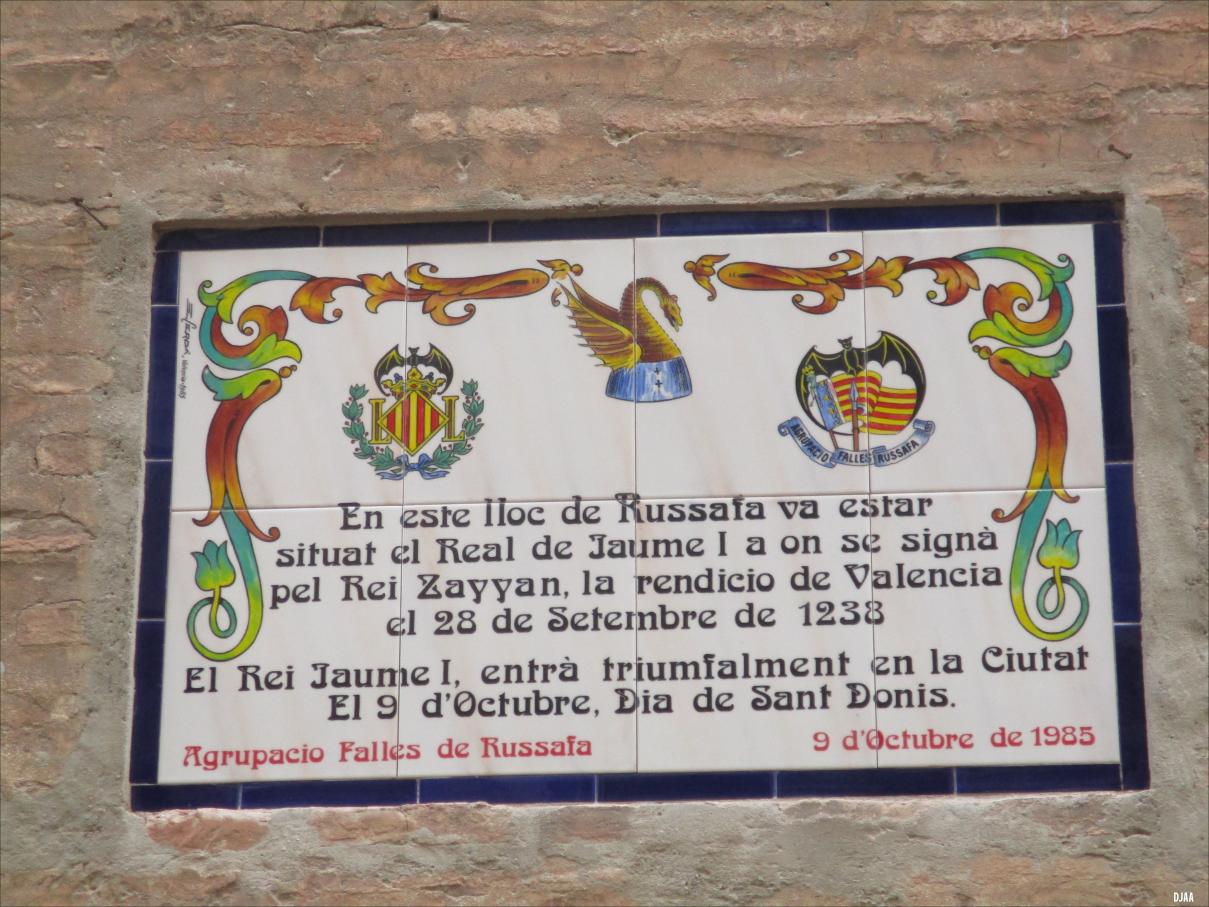 L L
AGRUPACIO FALLES RUSSAFA
En este lloc de Russafa va estar
situat el Real de Jaume I a on se signà
pel Rei Zayyan, la rendicio de Valencia
el 28 de Setembre de 1238
El Rei Jaume I, entrà triumfalment en la Ciutat
El 9 d'Octubre, Dia de Sant Donis.
Agrupacio Falles de Russafa
9 d'Octubre de 1985
DJAA